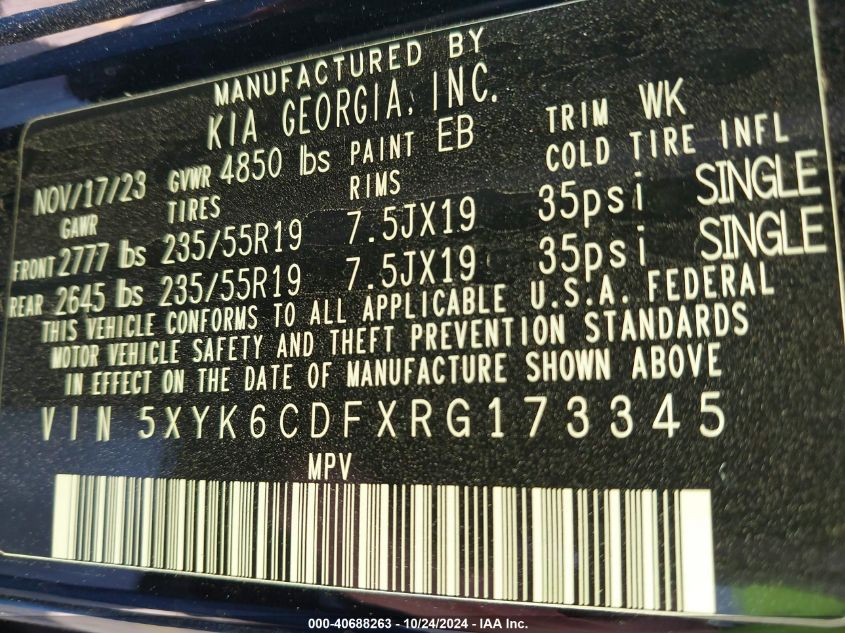 MANUFACTURED BY
KIA GEORGIA, INC.
NOV/17/23 GVWR 4850 lbs PAINT EB TRIM WK
GAWR TIRES RIMS COLD TIRE INFL
FRONT 2777 lbs 235/55R19 7.5JX19 35psi SINGLE
REAR 2645 lbs 235/55R19 7.5JX19 35psi SINGLE
THIS VEHICLE CONFORMS TO ALL APPLICABLE U.S.A. FEDERAL
MOTOR VEHICLE SAFETY AND THEFT PREVENTION STANDARDS
IN EFFECT ON THE DATE OF MANUFACTURE SHOWN ABOVE
VIN 5XYK6CDFXRG173345
MPV
000-40688263 - 10/24/2024 - IAA Inc.